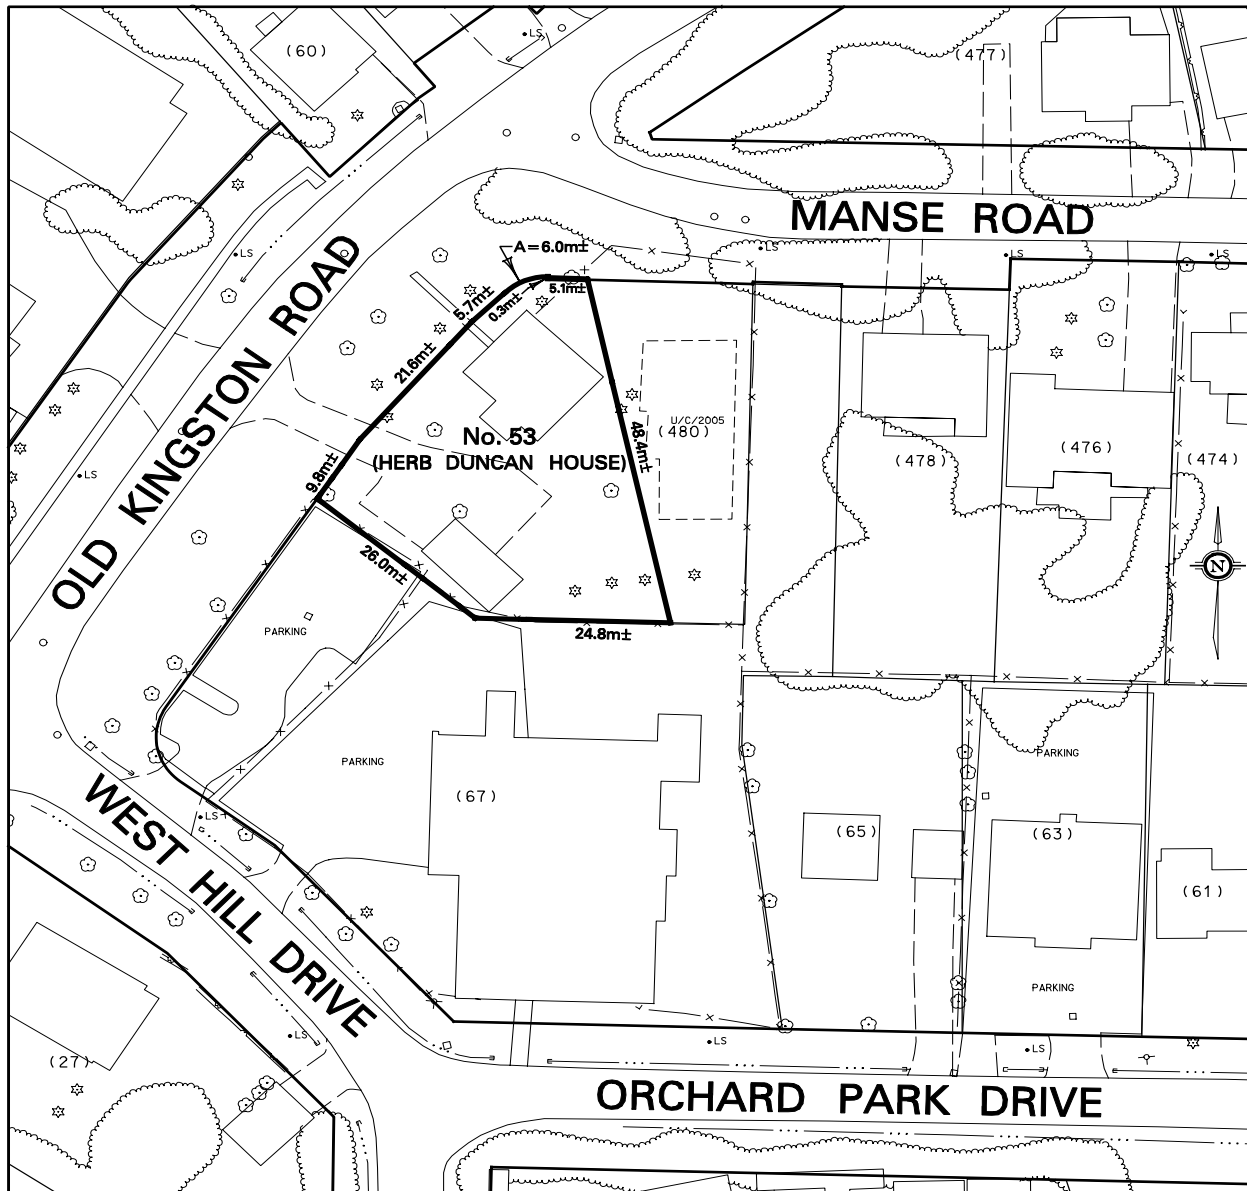 LS
(60)
(477)
MANSE ROAD
LS
LS
LS
LS
A=6.0m±
5.1m±
0.3m±
5.7m±
21.6m±
OLD KINGSTON ROAD
U/C/2005
(480)
48.4m±
No. 53
(HERB DUNCAN HOUSE)
(478)
(476)
(474)
LS
9.8m±
26.0m±
N
24.8m±
PARKING
PARKING
PARKING
(67)
LS
(65)
(63)
WEST HILL DRIVE
(61)
PARKING
LS
LS
LS
(27)
ORCHARD PARK DRIVE